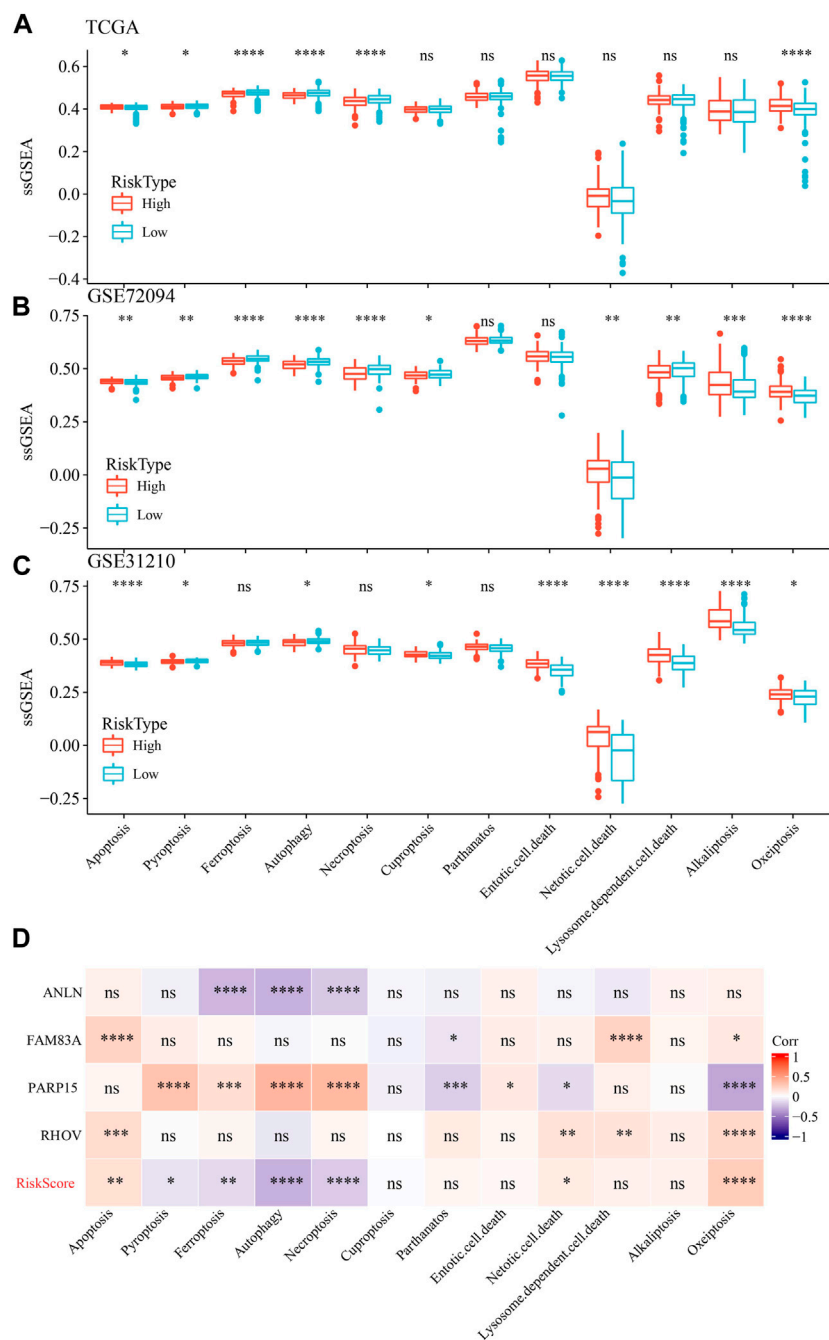 A
TCGA
* * **** **** **** ns ns ns ns ns ns ****
0.6
0.4
0.2
0.0
−0.2
−0.4
ssGSEA
RiskType
High
Low
B
GSE72094
** ** **** **** **** * ns ns ** ** *** ****
0.75
0.50
0.25
0.00
−0.25
ssGSEA
RiskType
High
Low
C
GSE31210
**** * ns * ns * ns **** **** **** **** *
0.75
0.50
0.25
0.00
−0.25
ssGSEA
RiskType
High
Low
Apoptosis
Pyroptosis
Ferroptosis
Autophagy
Necroptosis
Cuproptosis
Parthanatos
Entotic.cell.death
Netotic.cell.death
Lysosome.dependent.cell.death
Alkaliptosis
Oxeiptosis
D
ANLN ns ns **** **** **** ns ns ns ns ns ns ns
FAM83A **** ns ns ns ns ns * ns ns **** ns *
PARP15 ns **** *** **** **** ns *** * * ns ns ****
RHOV *** ns ns ns ns ns ns ns ** ** ns ****
RiskScore ** * ** **** **** ns ns ns * ns ns ****
Corr
1
0.5
0
−0.5
−1
Apoptosis
Pyroptosis
Ferroptosis
Autophagy
Necroptosis
Cuproptosis
Parthanatos
Entotic.cell.death
Netotic.cell.death
Lysosome.dependent.cell.death
Alkaliptosis
Oxeiptosis